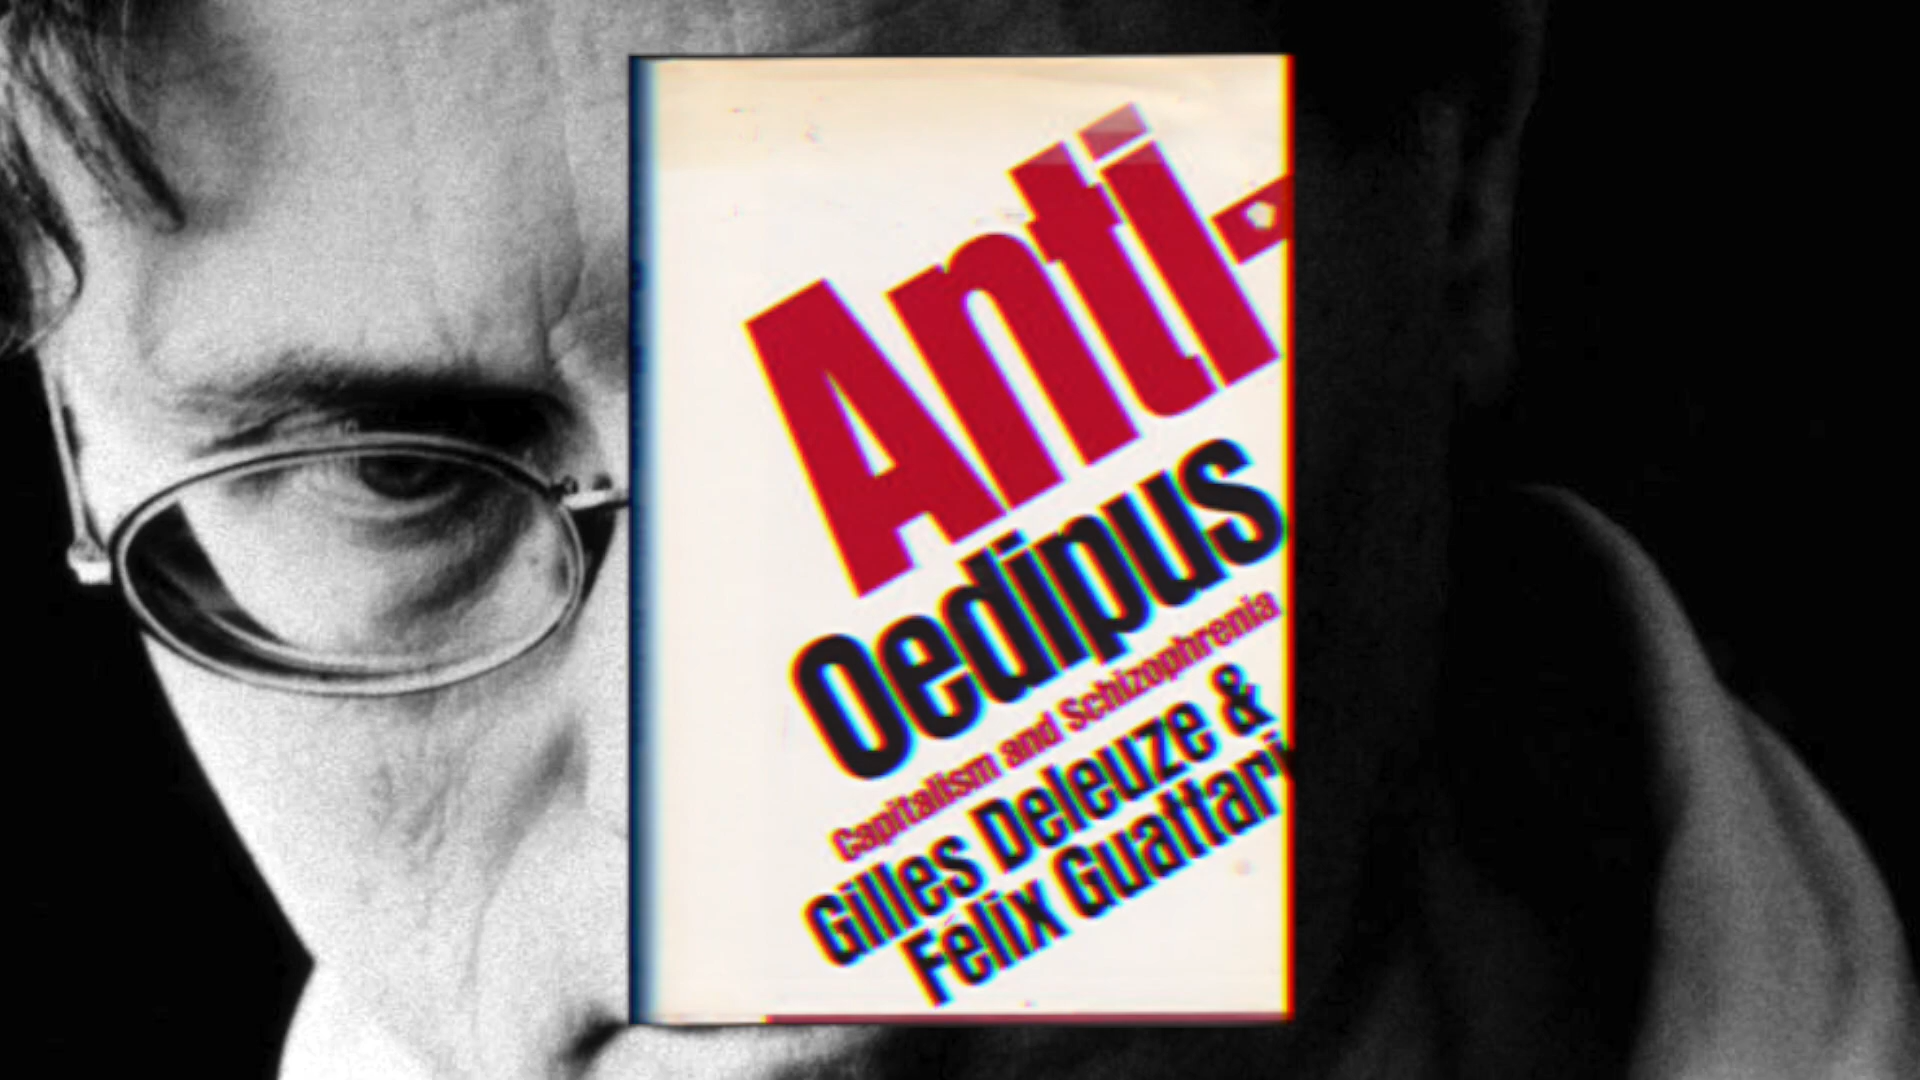 Anti-
Oedipus
Capitalism and Schizophrenia
Gilles Deleuze &
Félix Guattari